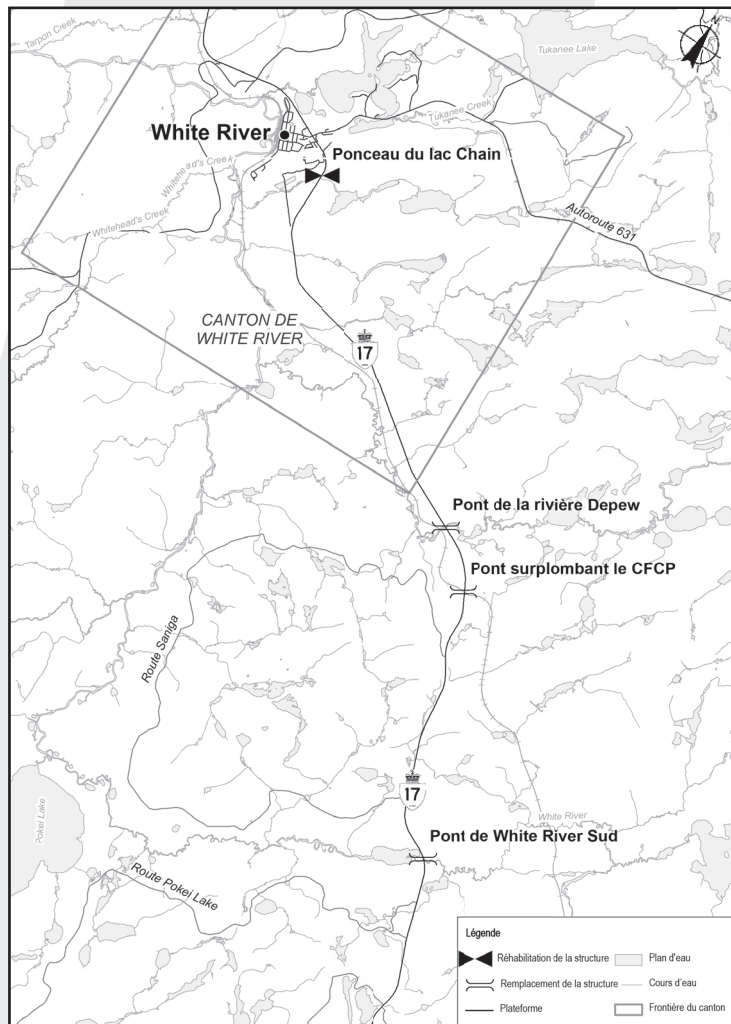 Tarpon Creek
Tukanee Lake
N
Tukanee Creek
White River
Ponceau du lac Chain
Whitehead's Creek
Whitehead's Creek
Autoroute 631
CANTON DE
WHITE RIVER
17
Pont de la rivière Depew
Pont surplombant le CFCP
Route Saniga
17
White River
Pokei Lake
Pont de White River Sud
Route Pokei Lake
Légende
Réhabilitation de la structure
Plan d'eau
Remplacement de la structure
Cours d'eau
Plateforme
Frontière du canton